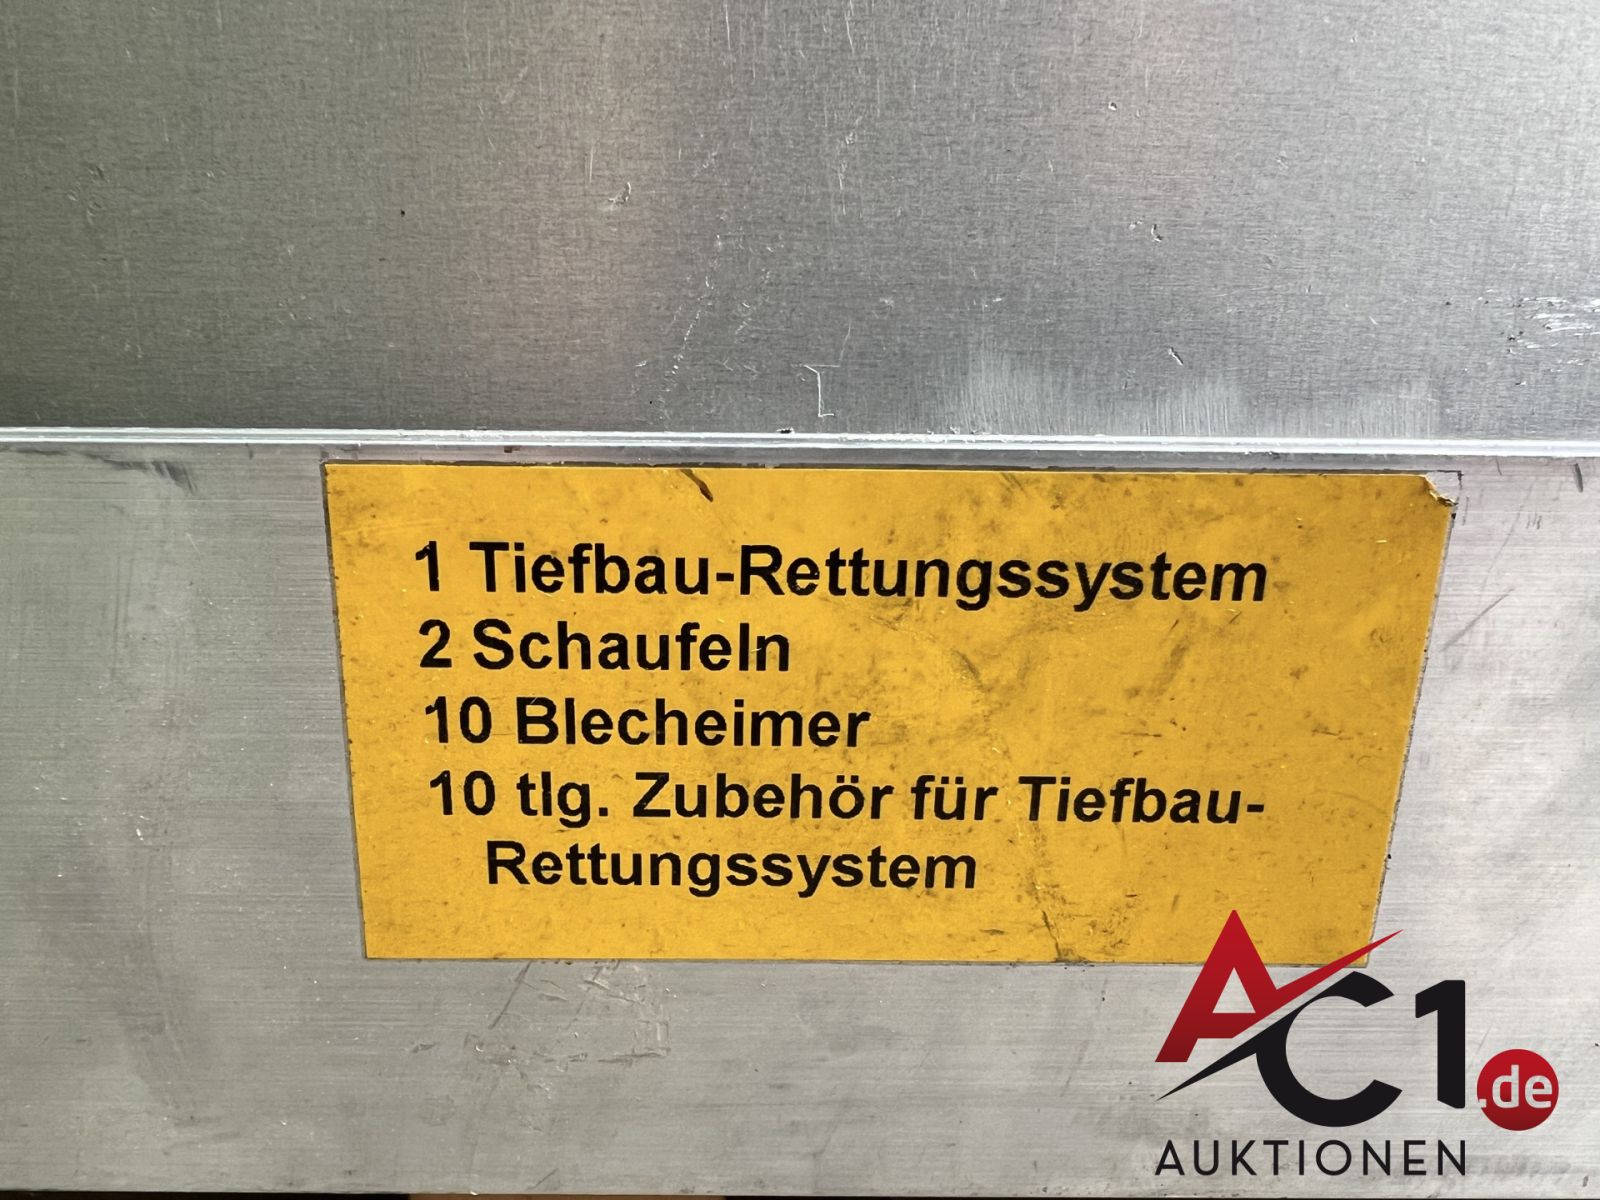 1 Tiefbau-Rettungssystem
2 Schaufeln
10 Blecheimer
10 tlg. Zubehör für Tiefbau-
Rettungssystem
AC1.de
AUKTIONEN